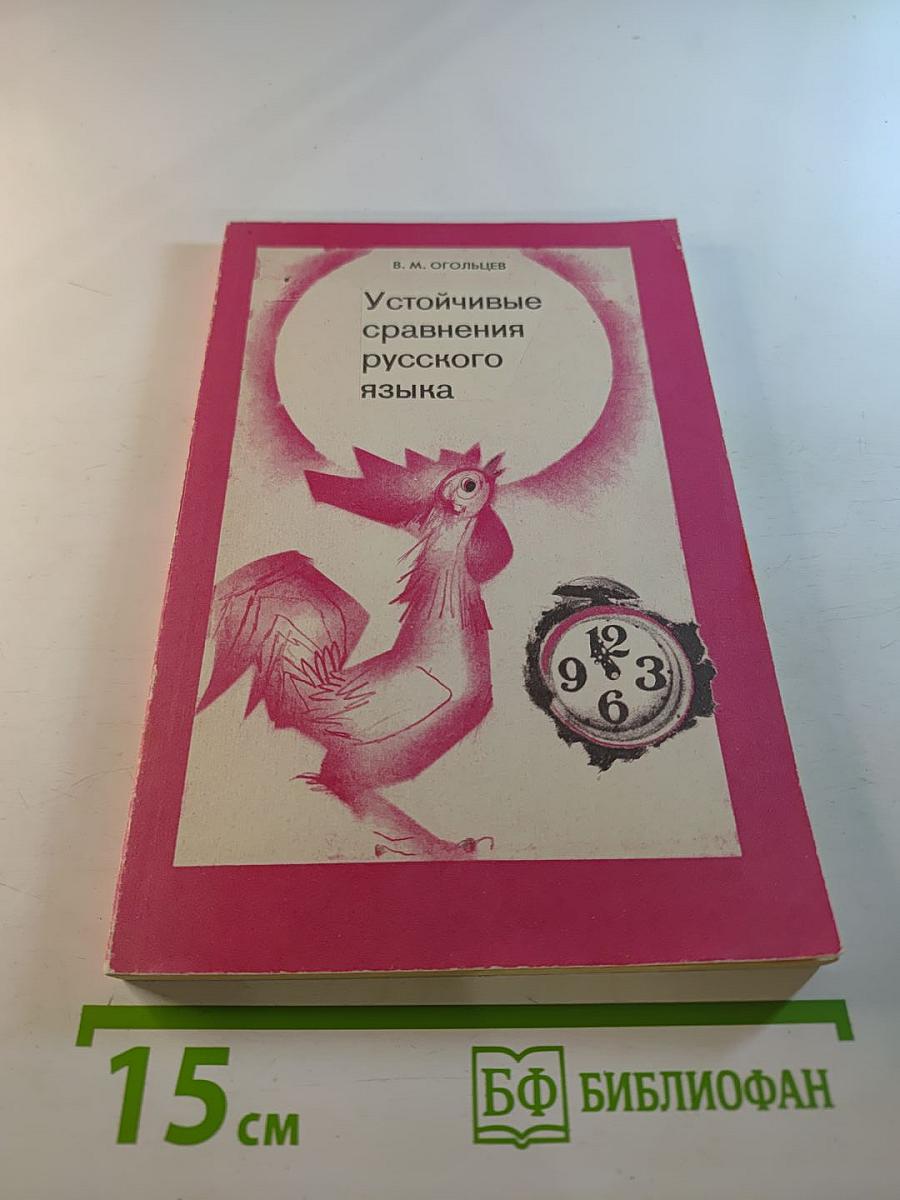 В. М. ОГОЛЬЦЕВ
Устойчивые
сравнения
русского
языка
12
9 3
6
15 см
БФ БИБЛИОФАН